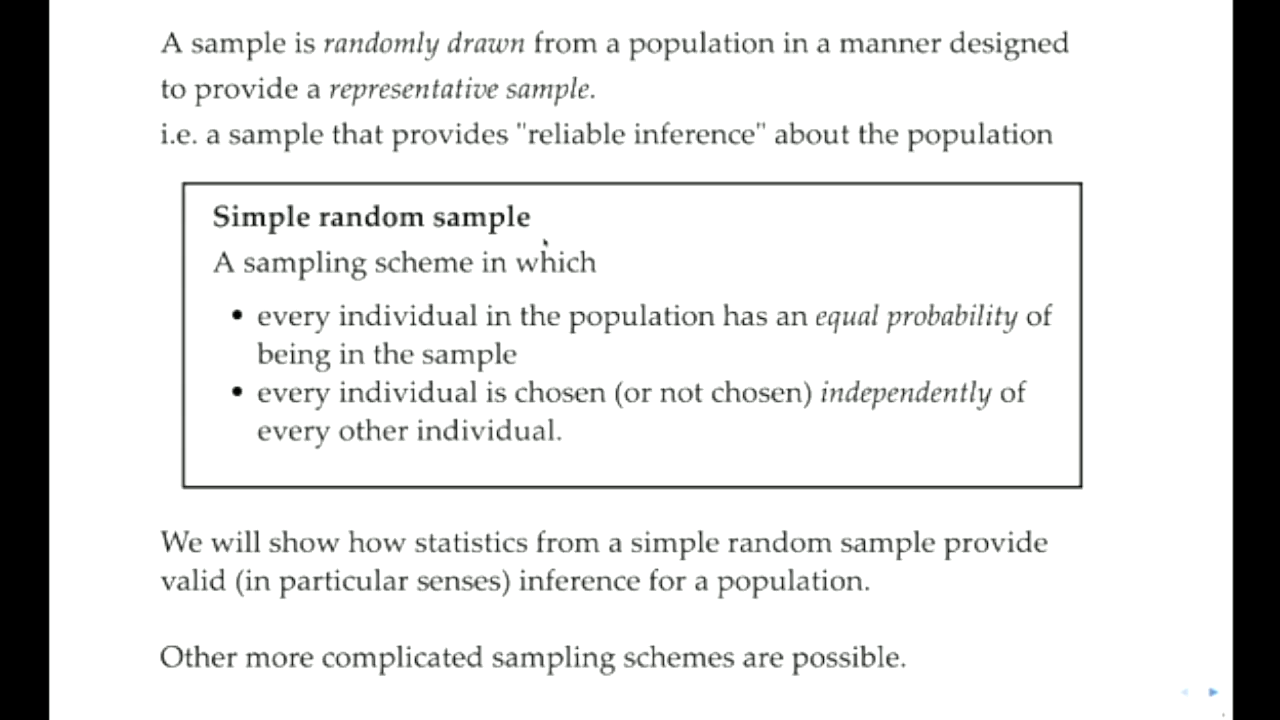 A sample is randomly drawn from a population in a manner designed
to provide a representative sample.
i.e. a sample that provides "reliable inference" about the population
Simple random sample
A sampling scheme in which
• every individual in the population has an equal probability of
being in the sample
• every individual is chosen (or not chosen) independently of
every other individual.
We will show how statistics from a simple random sample provide
valid (in particular senses) inference for a population.
Other more complicated sampling schemes are possible.